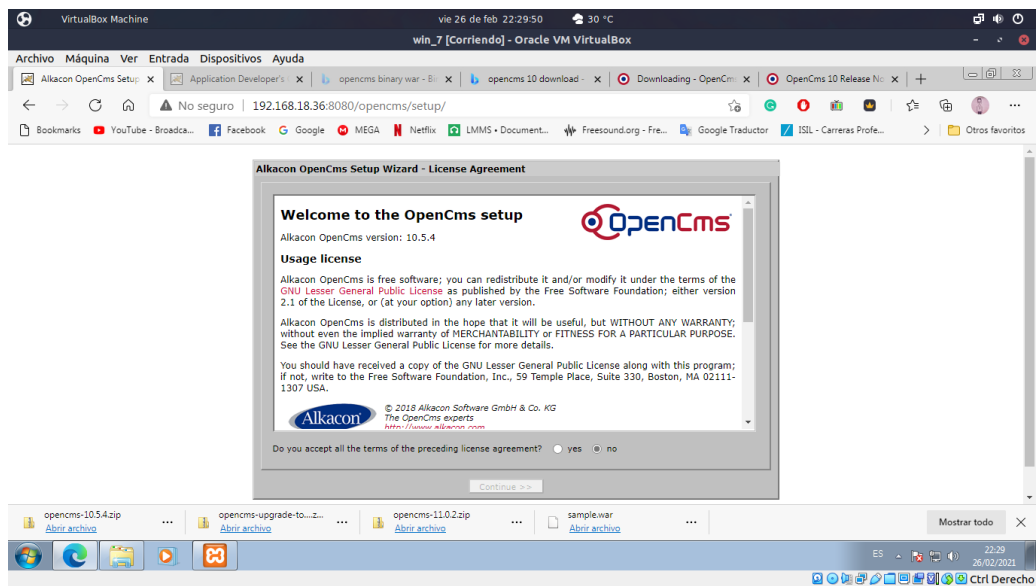 VirtualBox Machine
vie 26 de feb 22:29:50
30 °C
win_7 [Corriendo] - Oracle VM VirtualBox
Archivo Máquina Ver Entrada Dispositivos Ayuda
Alkacon OpenCms Setup
Application Developer's
opencms binary war - Bi
opencms 10 download -
Downloading - OpenCm
OpenCms 10 Release No
No seguro
192.168.18.36:8080/opencms/setup/
Bookmarks
YouTube - Broadca...
Facebook
Google
MEGA
Netflix
LMMS • Document...
Freesound.org - Fre...
Google Traductor
ISIL - Carreras Profe...
Otros favoritos
Alkacon OpenCms Setup Wizard - License Agreement
Welcome to the OpenCms setup
OpenCms
Alkacon OpenCms version: 10.5.4
Usage license
Alkacon OpenCms is free software; you can redistribute it and/or modify it under the terms of the
GNU Lesser General Public License as published by the Free Software Foundation; either version
2.1 of the License, or (at your option) any later version.
Alkacon OpenCms is distributed in the hope that it will be useful, but WITHOUT ANY WARRANTY;
without even the implied warranty of MERCHANTABILITY or FITNESS FOR A PARTICULAR PURPOSE.
See the GNU Lesser General Public License for more details.
You should have received a copy of the GNU Lesser General Public License along with this program;
if not, write to the Free Software Foundation, Inc., 59 Temple Place, Suite 330, Boston, MA 02111-
1307 USA.
Alkacon
© 2018 Alkacon Software GmbH & Co. KG
The OpenCms experts
http://www.alkacon.com
Do you accept all the terms of the preceding license agreement? yes no
Continue >>
opencms-10.5.4.zip
Abrir archivo
opencms-upgrade-to....z...
Abrir archivo
opencms-11.0.2.zip
Abrir archivo
sample.war
Abrir archivo
Mostrar todo
ES
22:29
26/02/2021
Ctrl Derecho